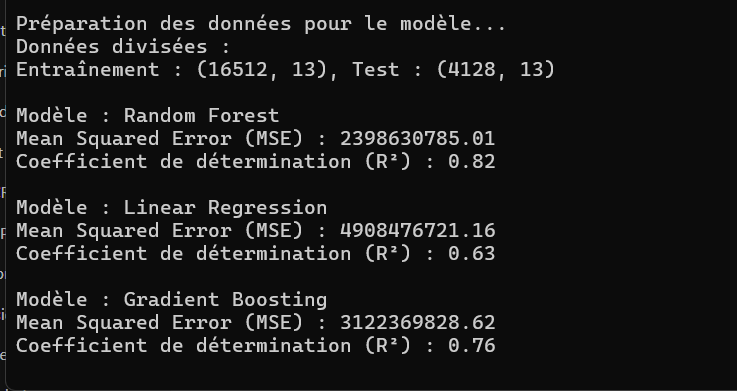 Préparation des données pour le modèle...
Données divisées :
Entraînement : (16512, 13), Test : (4128, 13)
Modèle : Random Forest
Mean Squared Error (MSE) : 2398630785.01
Coefficient de détermination (R²) : 0.82
Modèle : Linear Regression
Mean Squared Error (MSE) : 4908476721.16
Coefficient de détermination (R²) : 0.63
Modèle : Gradient Boosting
Mean Squared Error (MSE) : 3122369828.62
Coefficient de détermination (R²) : 0.76